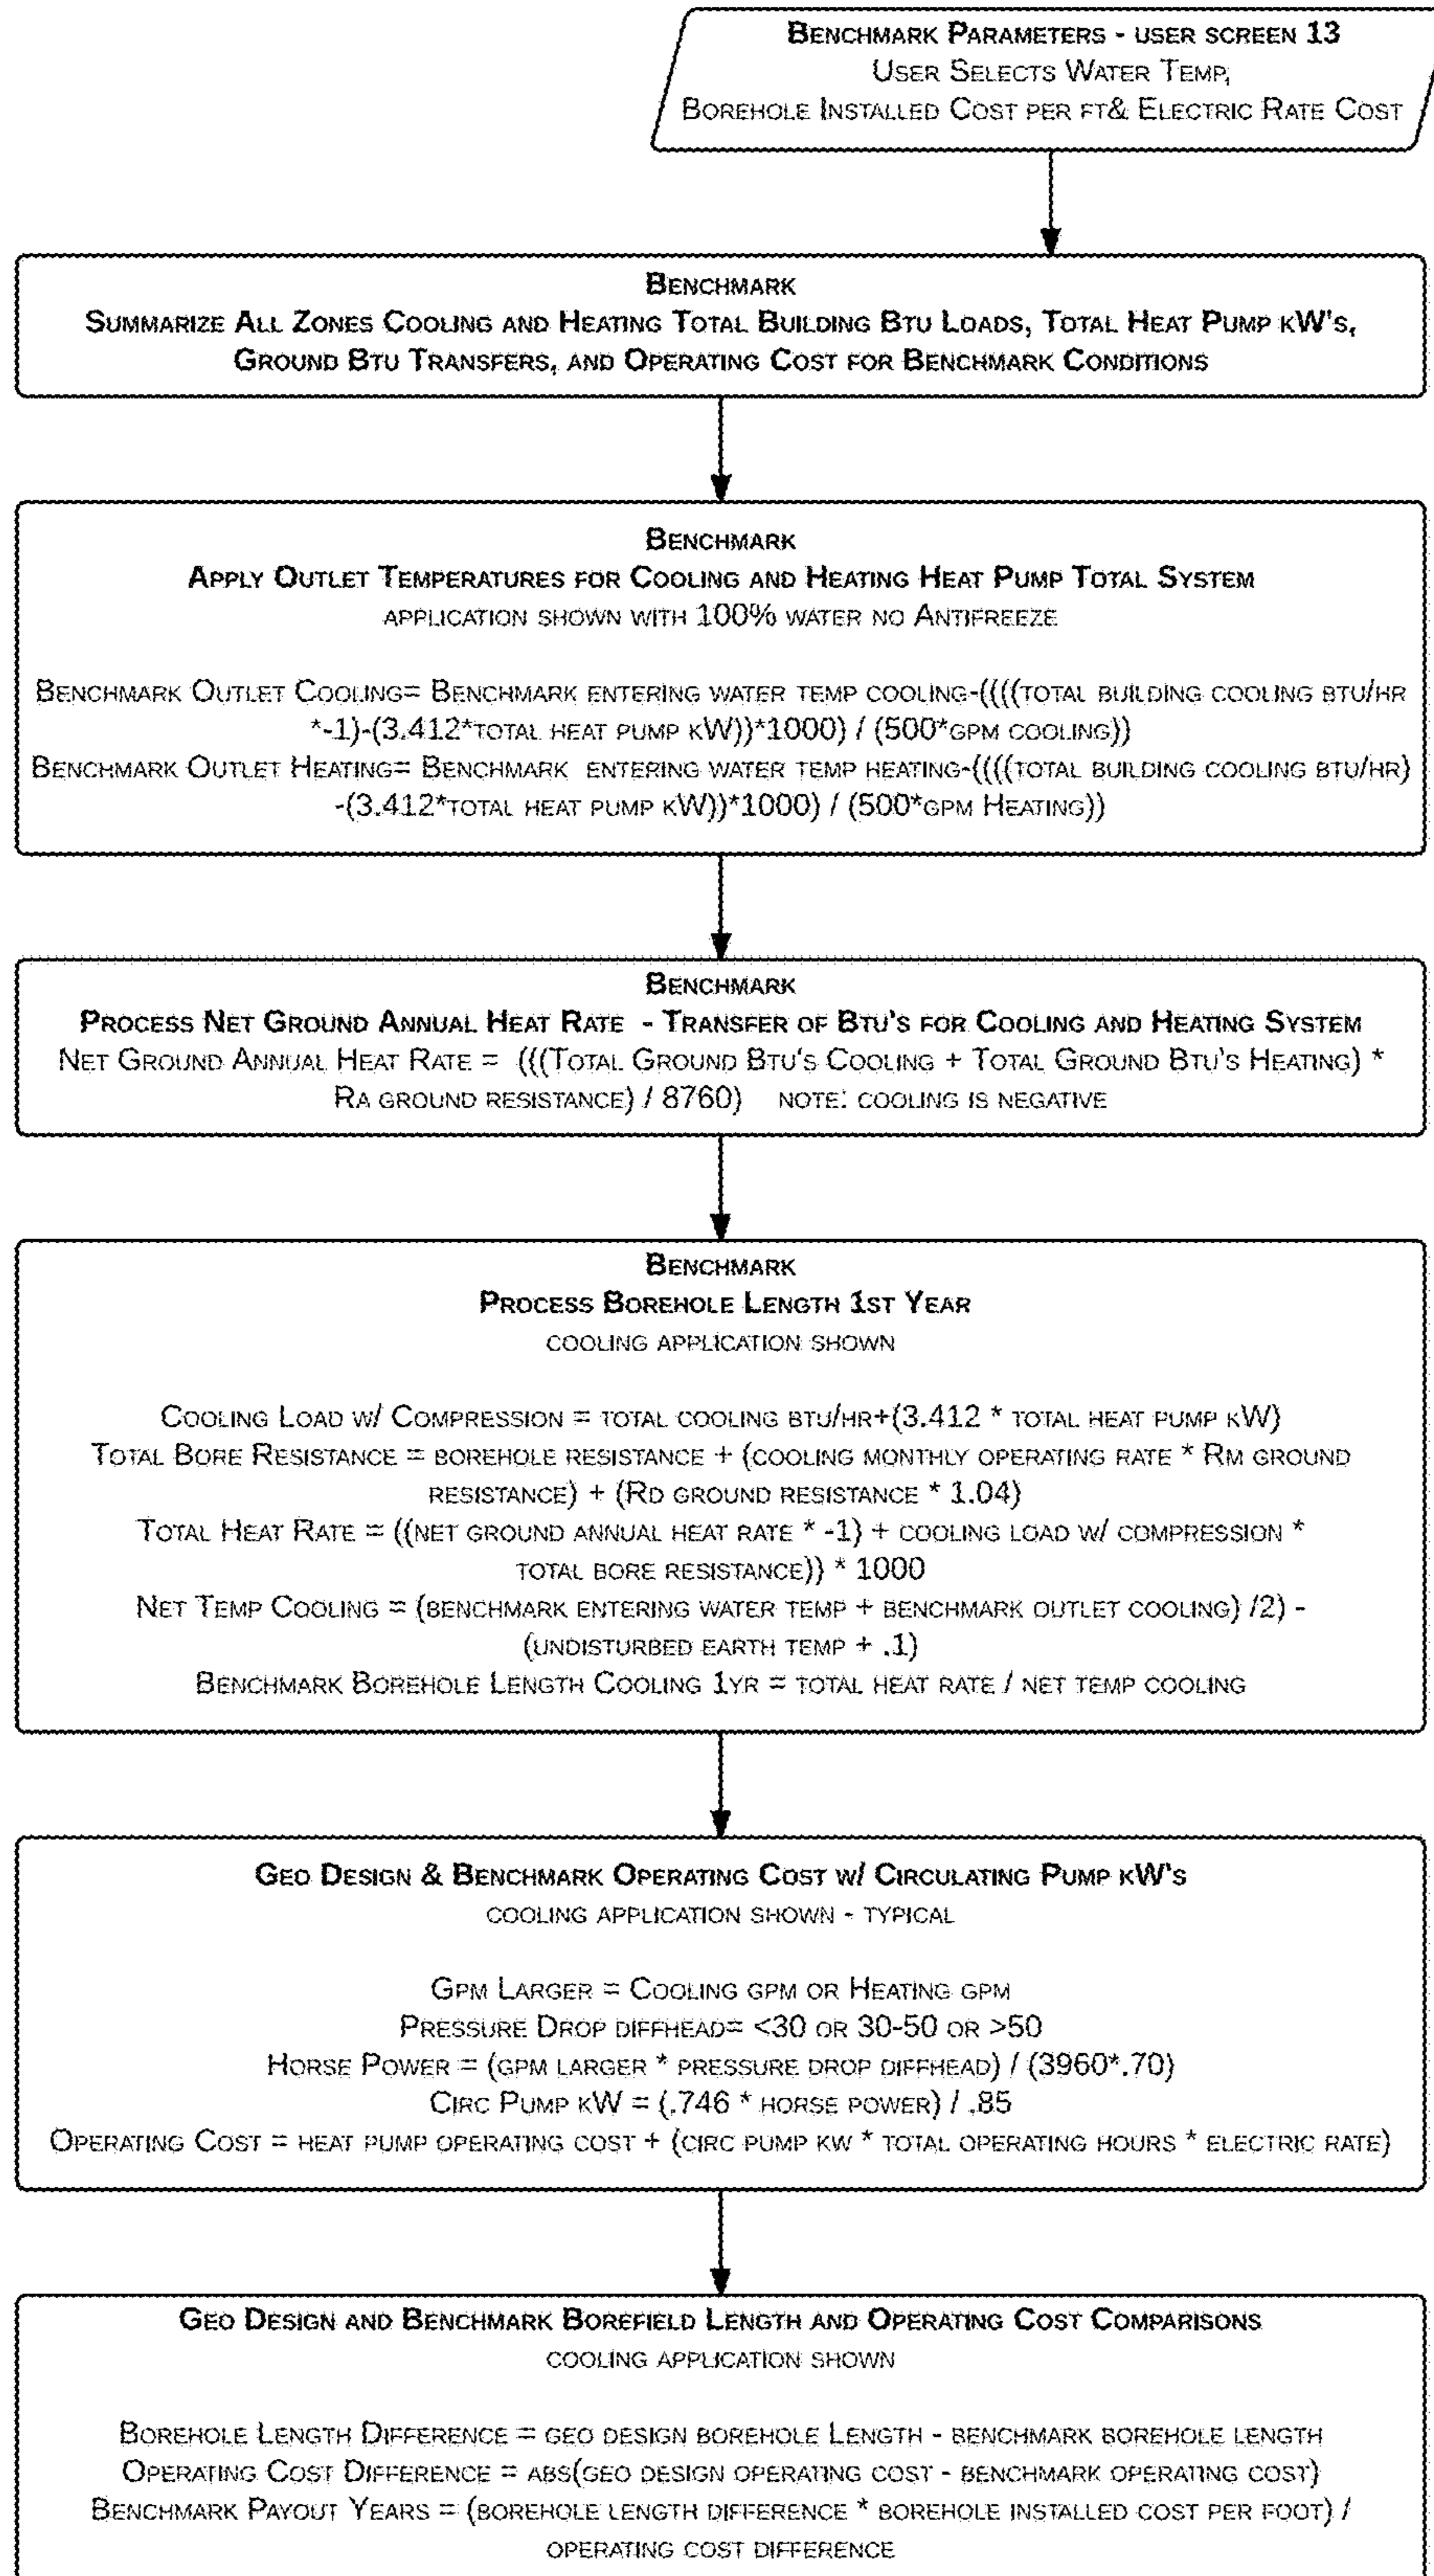 Benchmark Parameters - user screen 13
User Selects Water Temp,
Borehole Installed Cost per ft& Electric Rate Cost
Benchmark
Summarize All Zones Cooling and Heating Total Building Btu Loads, Total Heat Pump kW's,
Ground Btu Transfers, and Operating Cost for Benchmark Conditions
Benchmark
Apply Outlet Temperatures for Cooling and Heating Heat Pump Total System
application shown with 100% water no Antifreeze
Benchmark Outlet Cooling= Benchmark entering water temp cooling-((((total building cooling btu/hr
*-1)-(3.412*total heat pump kW))*1000) / (500*gpm cooling))
Benchmark Outlet Heating= Benchmark entering water temp heating-((((total building cooling btu/hr)
-(3.412*total heat pump kW))*1000) / (500*gpm Heating))
Benchmark
Process Net Ground Annual Heat Rate - Transfer of Btu's for Cooling and Heating System
Net Ground Annual Heat Rate = (((Total Ground Btu's Cooling + Total Ground Btu's Heating) *
Ra ground resistance) / 8760) note: cooling is negative
Benchmark
Process Borehole Length 1st Year
cooling application shown
Cooling Load w/ Compression = total cooling btu/hr+(3.412 * total heat pump kW)
Total Bore Resistance = borehole resistance + (cooling monthly operating rate * Rm ground
resistance) + (Rd ground resistance * 1.04)
Total Heat Rate = ((net ground annual heat rate * -1) + cooling load w/ compression *
total bore resistance)) * 1000
Net Temp Cooling = (benchmark entering water temp + benchmark outlet cooling) /2) -
(undisturbed earth temp + .1)
Benchmark Borehole Length Cooling 1yr = total heat rate / net temp cooling
Geo Design & Benchmark Operating Cost w/ Circulating Pump kW's
cooling application shown - typical
Gpm Larger = Cooling gpm or Heating gpm
Pressure Drop diffhead= <30 or 30-50 or >50
Horse Power = (gpm larger * pressure drop diffhead) / (3960*.70)
Circ Pump kW = (.746 * horse power) / .85
Operating Cost = heat pump operating cost + (circ pump kw * total operating hours * electric rate)
Geo Design and Benchmark Borefield Length and Operating Cost Comparisons
cooling application shown
Borehole Length Difference = geo design borehole Length - benchmark borehole length
Operating Cost Difference = abs(geo design operating cost - benchmark operating cost)
Benchmark Payout Years = (borehole length difference * borehole installed cost per foot) /
operating cost difference